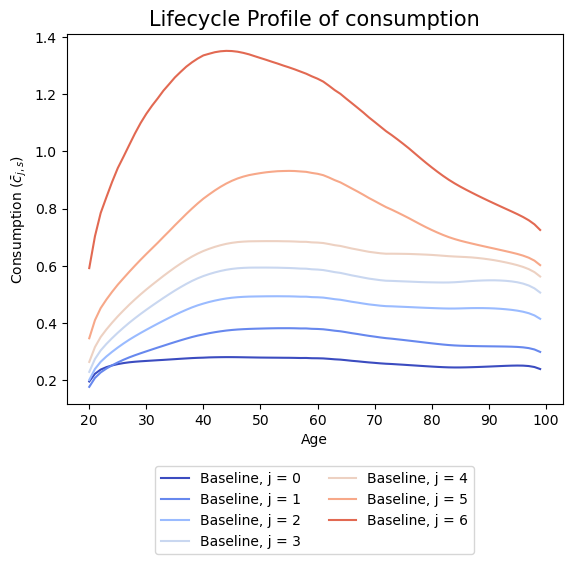 Lifecycle Profile of consumption
1.4
1.2
1.0
0.8
0.6
0.4
0.2
Consumption (c̄j,s)
20 30 40 50 60 70 80 90 100
Age
Baseline, j = 0
Baseline, j = 1
Baseline, j = 2
Baseline, j = 3
Baseline, j = 4
Baseline, j = 5
Baseline, j = 6